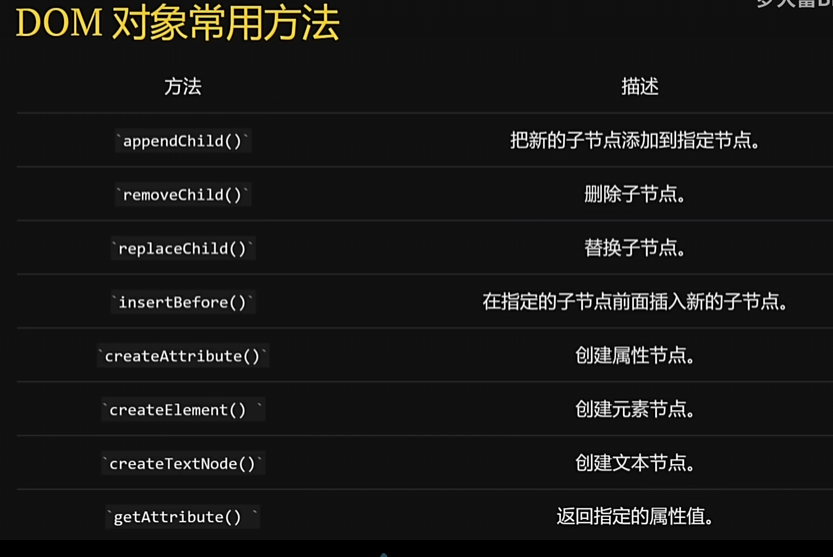 DOM 对象常用方法
方法 描述
`appendChild()` 把新的子节点添加到指定节点。
`removeChild()` 删除子节点。
`replaceChild()` 替换子节点。
`insertBefore()` 在指定的子节点前面插入新的子节点。
`createAttribute()` 创建属性节点。
`createElement() ` 创建元素节点。
`createTextNode()` 创建文本节点。
`getAttribute() ` 返回指定的属性值。